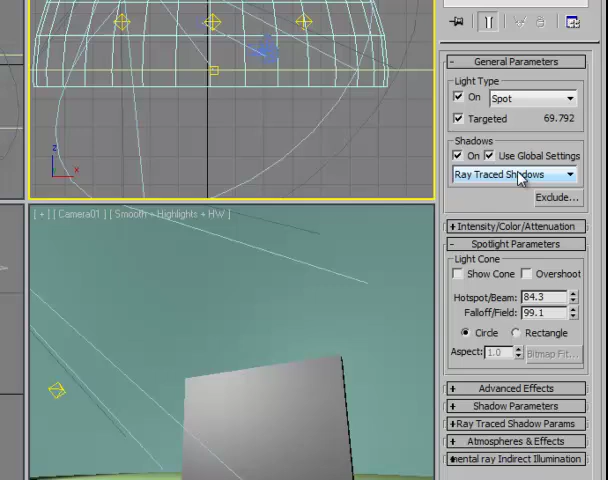 General Parameters
Light Type
On Spot
Targeted 69.792
Shadows
On Use Global Settings
Ray Traced Shadows
Exclude...
Intensity/Color/Attenuation
Spotlight Parameters
Light Cone
Show Cone Overshoot
Hotspot/Beam: 84.3
Falloff/Field: 99.1
Circle Rectangle
Aspect: 1.0 Bitmap Fit...
Advanced Effects
Shadow Parameters
Ray Traced Shadow Params
Atmospheres & Effects
mental ray Indirect Illumination
z
x
[ + ] [ Camera01 ] [ Smooth + Highlights + HW ]